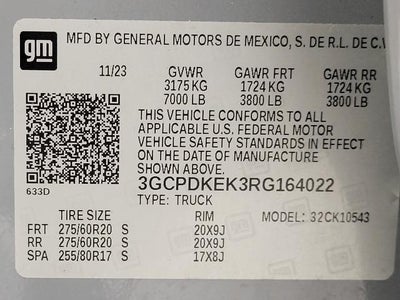 gm
MFD BY GENERAL MOTORS DE MEXICO, S. DE R.L. DE C.V
11/23 GVWR GAWR FRT GAWR RR
3175 KG 1724 KG 1724 KG
7000 LB 3800 LB 3800 LB
THIS VEHICLE CONFORMS TO ALL
APPLICABLE U.S. FEDERAL MOTOR
VEHICLE SAFETY STANDARDS IN EFFECT
ON THE DATE OF MANUFACTURE
SHOWN ABOVE.
633D
3GCPDKEK3RG164022
TYPE: TRUCK
TIRE SIZE RIM MODEL: 32CK10543
FRT 275/60R20 S 20X9J
RR 275/60R20 S 20X9J
SPA 255/80R17 S 17X8J